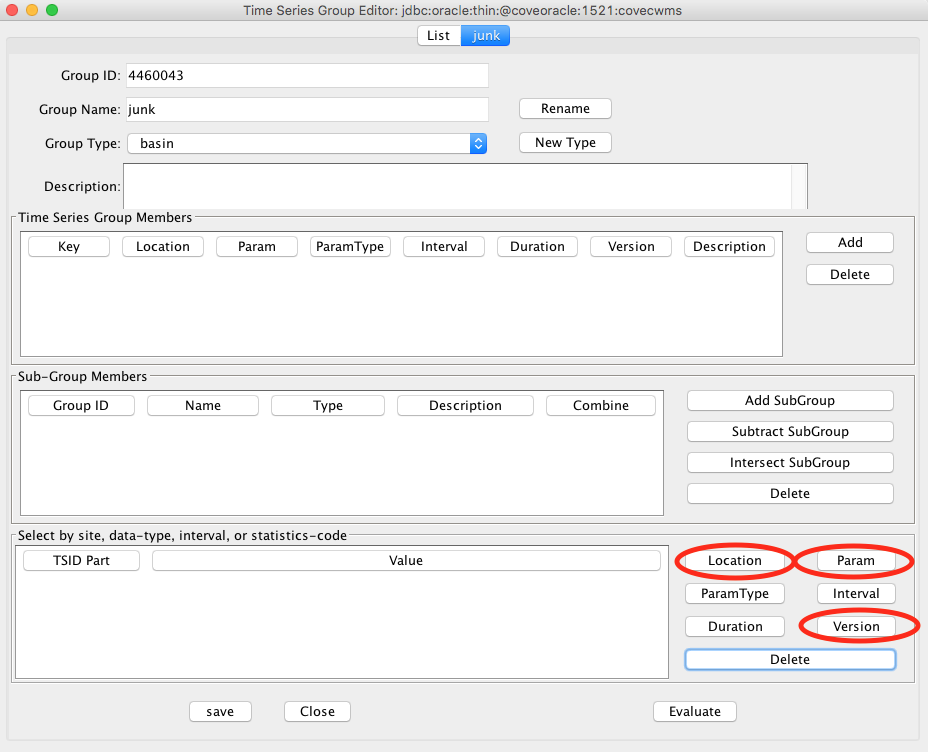 Time Series Group Editor: jdbc:oracle:thin:@coveoracle:1521:covecwms
List junk
Group ID: 4460043
Group Name: junk Rename
Group Type: basin New Type
Description:
Time Series Group Members
Key Location Param ParamType Interval Duration Version Description Add
Delete
Sub-Group Members
Group ID Name Type Description Combine Add SubGroup
Subtract SubGroup
Intersect SubGroup
Delete
Select by site, data-type, interval, or statistics-code
TSID Part Value Location Param
ParamType Interval
Duration Version
Delete
save Close Evaluate